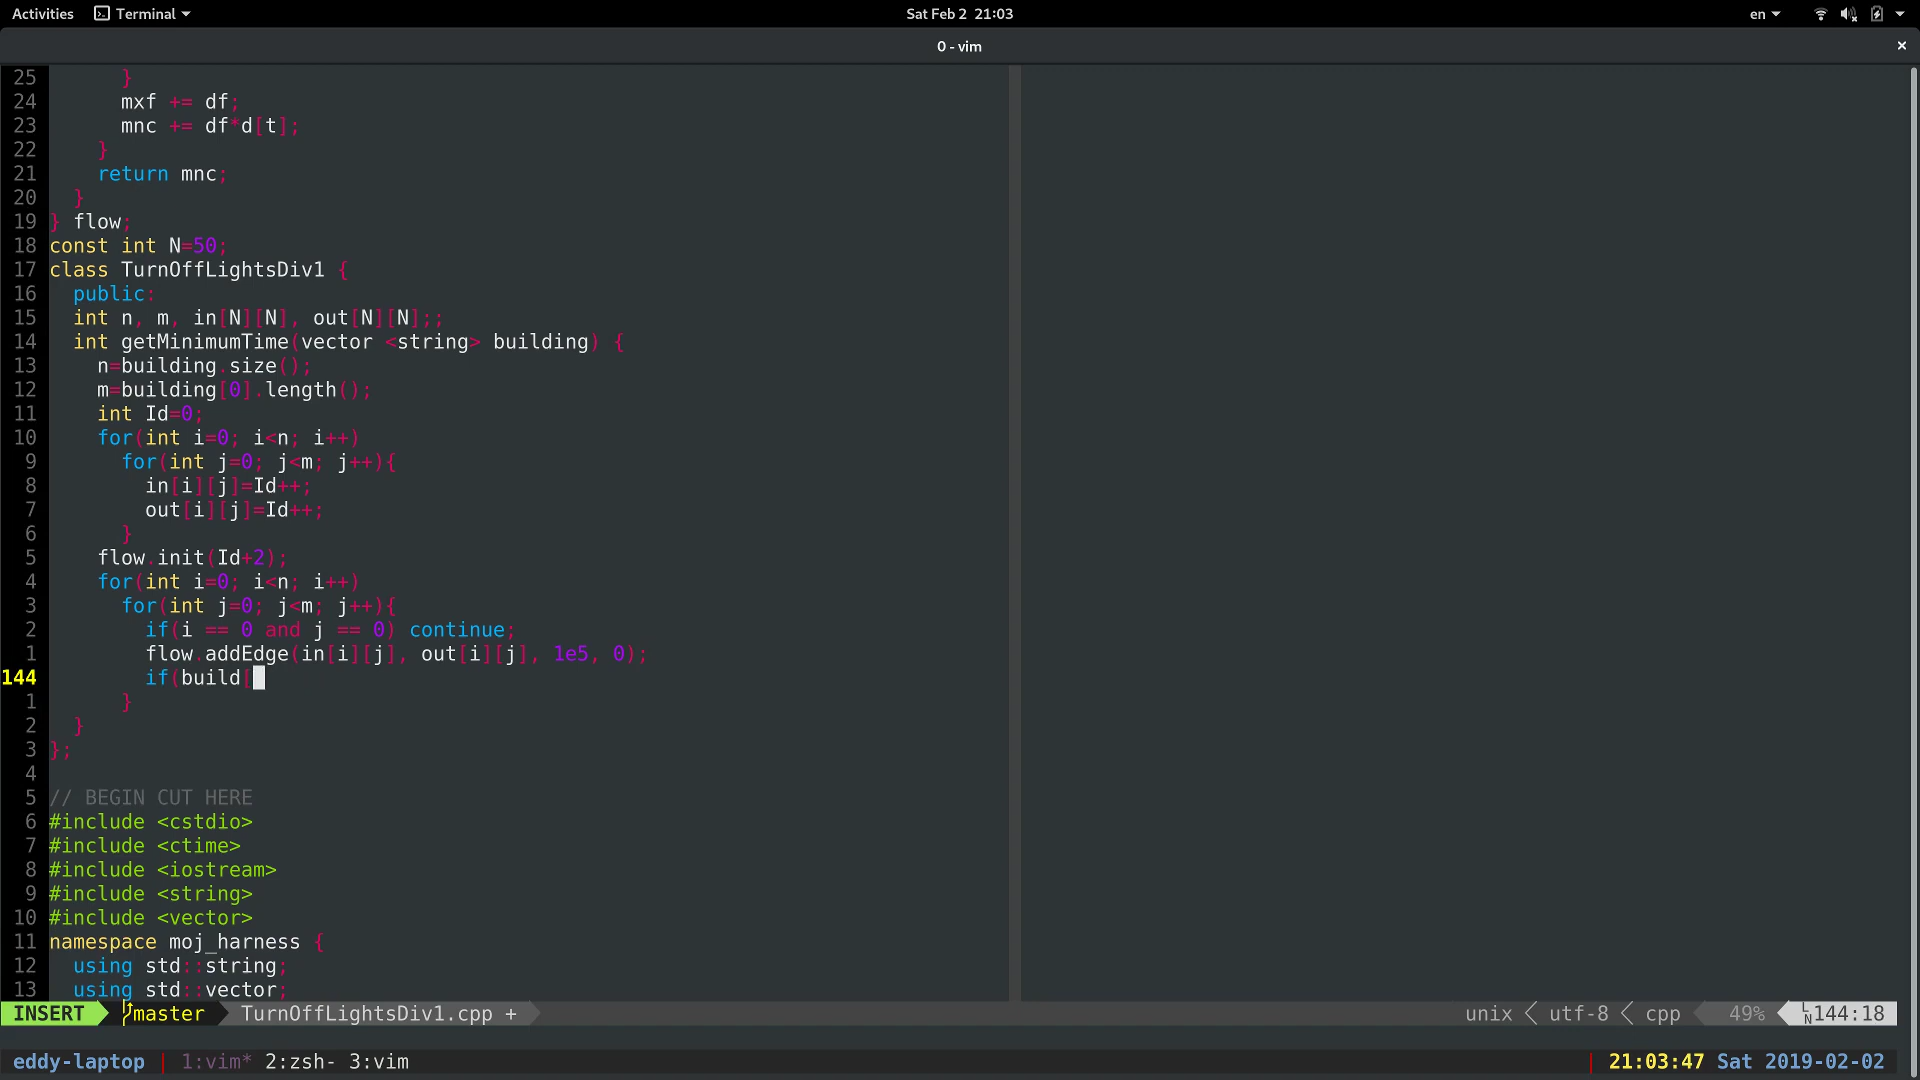 Activities Terminal Sat Feb 2 21:03 en
0 - vim
25 }
24 mxf += df;
23 mnc += df*d[t];
22 }
21 return mnc;
20 }
19 } flow;
18 const int N=50;
17 class TurnOffLightsDiv1 {
16 public:
15 int n, m, in[N][N], out[N][N];;
14 int getMinimumTime(vector <string> building) {
13 n=building.size();
12 m=building[0].length();
11 int Id=0;
10 for(int i=0; i<n; i++)
9 for(int j=0; j<m; j++){
8 in[i][j]=Id++;
7 out[i][j]=Id++;
6 }
5 flow.init(Id+2);
4 for(int i=0; i<n; i++)
3 for(int j=0; j<m; j++){
2 if(i == 0 and j == 0) continue;
1 flow.addEdge(in[i][j], out[i][j], 1e5, 0);
144 if(build[
1 }
2 }
3 };
4
5 // BEGIN CUT HERE
6 #include <cstdio>
7 #include <ctime>
8 #include <iostream>
9 #include <string>
10 #include <vector>
11 namespace moj_harness {
12 using std::string;
13 using std::vector;
INSERT master TurnOffLightsDiv1.cpp + unix < utf-8 < cpp 49% LN 144:18
eddy-laptop | 1:vim* 2:zsh- 3:vim | 21:03:47 Sat 2019-02-02